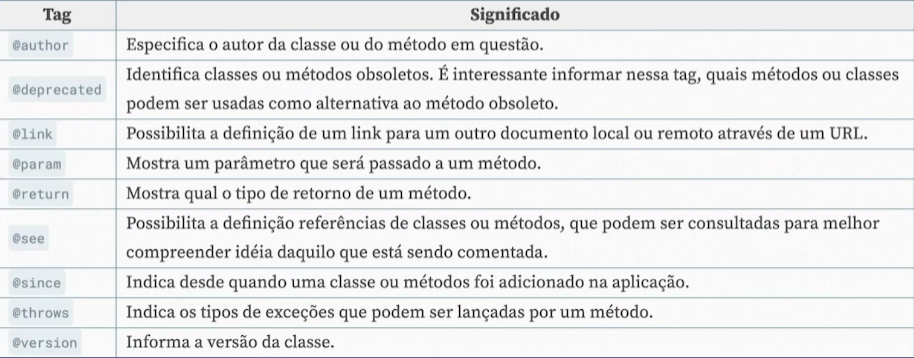 Tag Significado
@author Especifica o autor da classe ou do método em questão.
@deprecated Identifica classes ou métodos obsoletos. É interessante informar nessa tag, quais métodos ou classes
podem ser usadas como alternativa ao método obsoleto.
@link Possibilita a definição de um link para um outro documento local ou remoto através de um URL.
@param Mostra um parâmetro que será passado a um método.
@return Mostra qual o tipo de retorno de um método.
@see Possibilita a definição referências de classes ou métodos, que podem ser consultadas para melhor
compreender idéia daquilo que está sendo comentada.
@since Indica desde quando uma classe ou métodos foi adicionado na aplicação.
@throws Indica os tipos de exceções que podem ser lançadas por um método.
@version Informa a versão da classe.